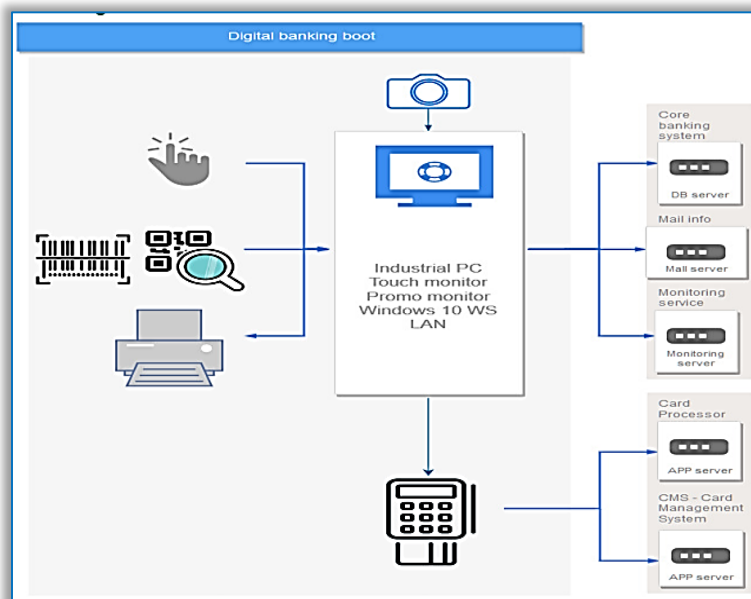 Digital banking boot
Industrial PC
Touch monitor
Promo monitor
Windows 10 WS
LAN
Core
banking
system
DB server
Mail info
Mail server
Monitoring
service
Monitoring
server
Card
Processor
APP server
CMS - Card
Management
System
APP server